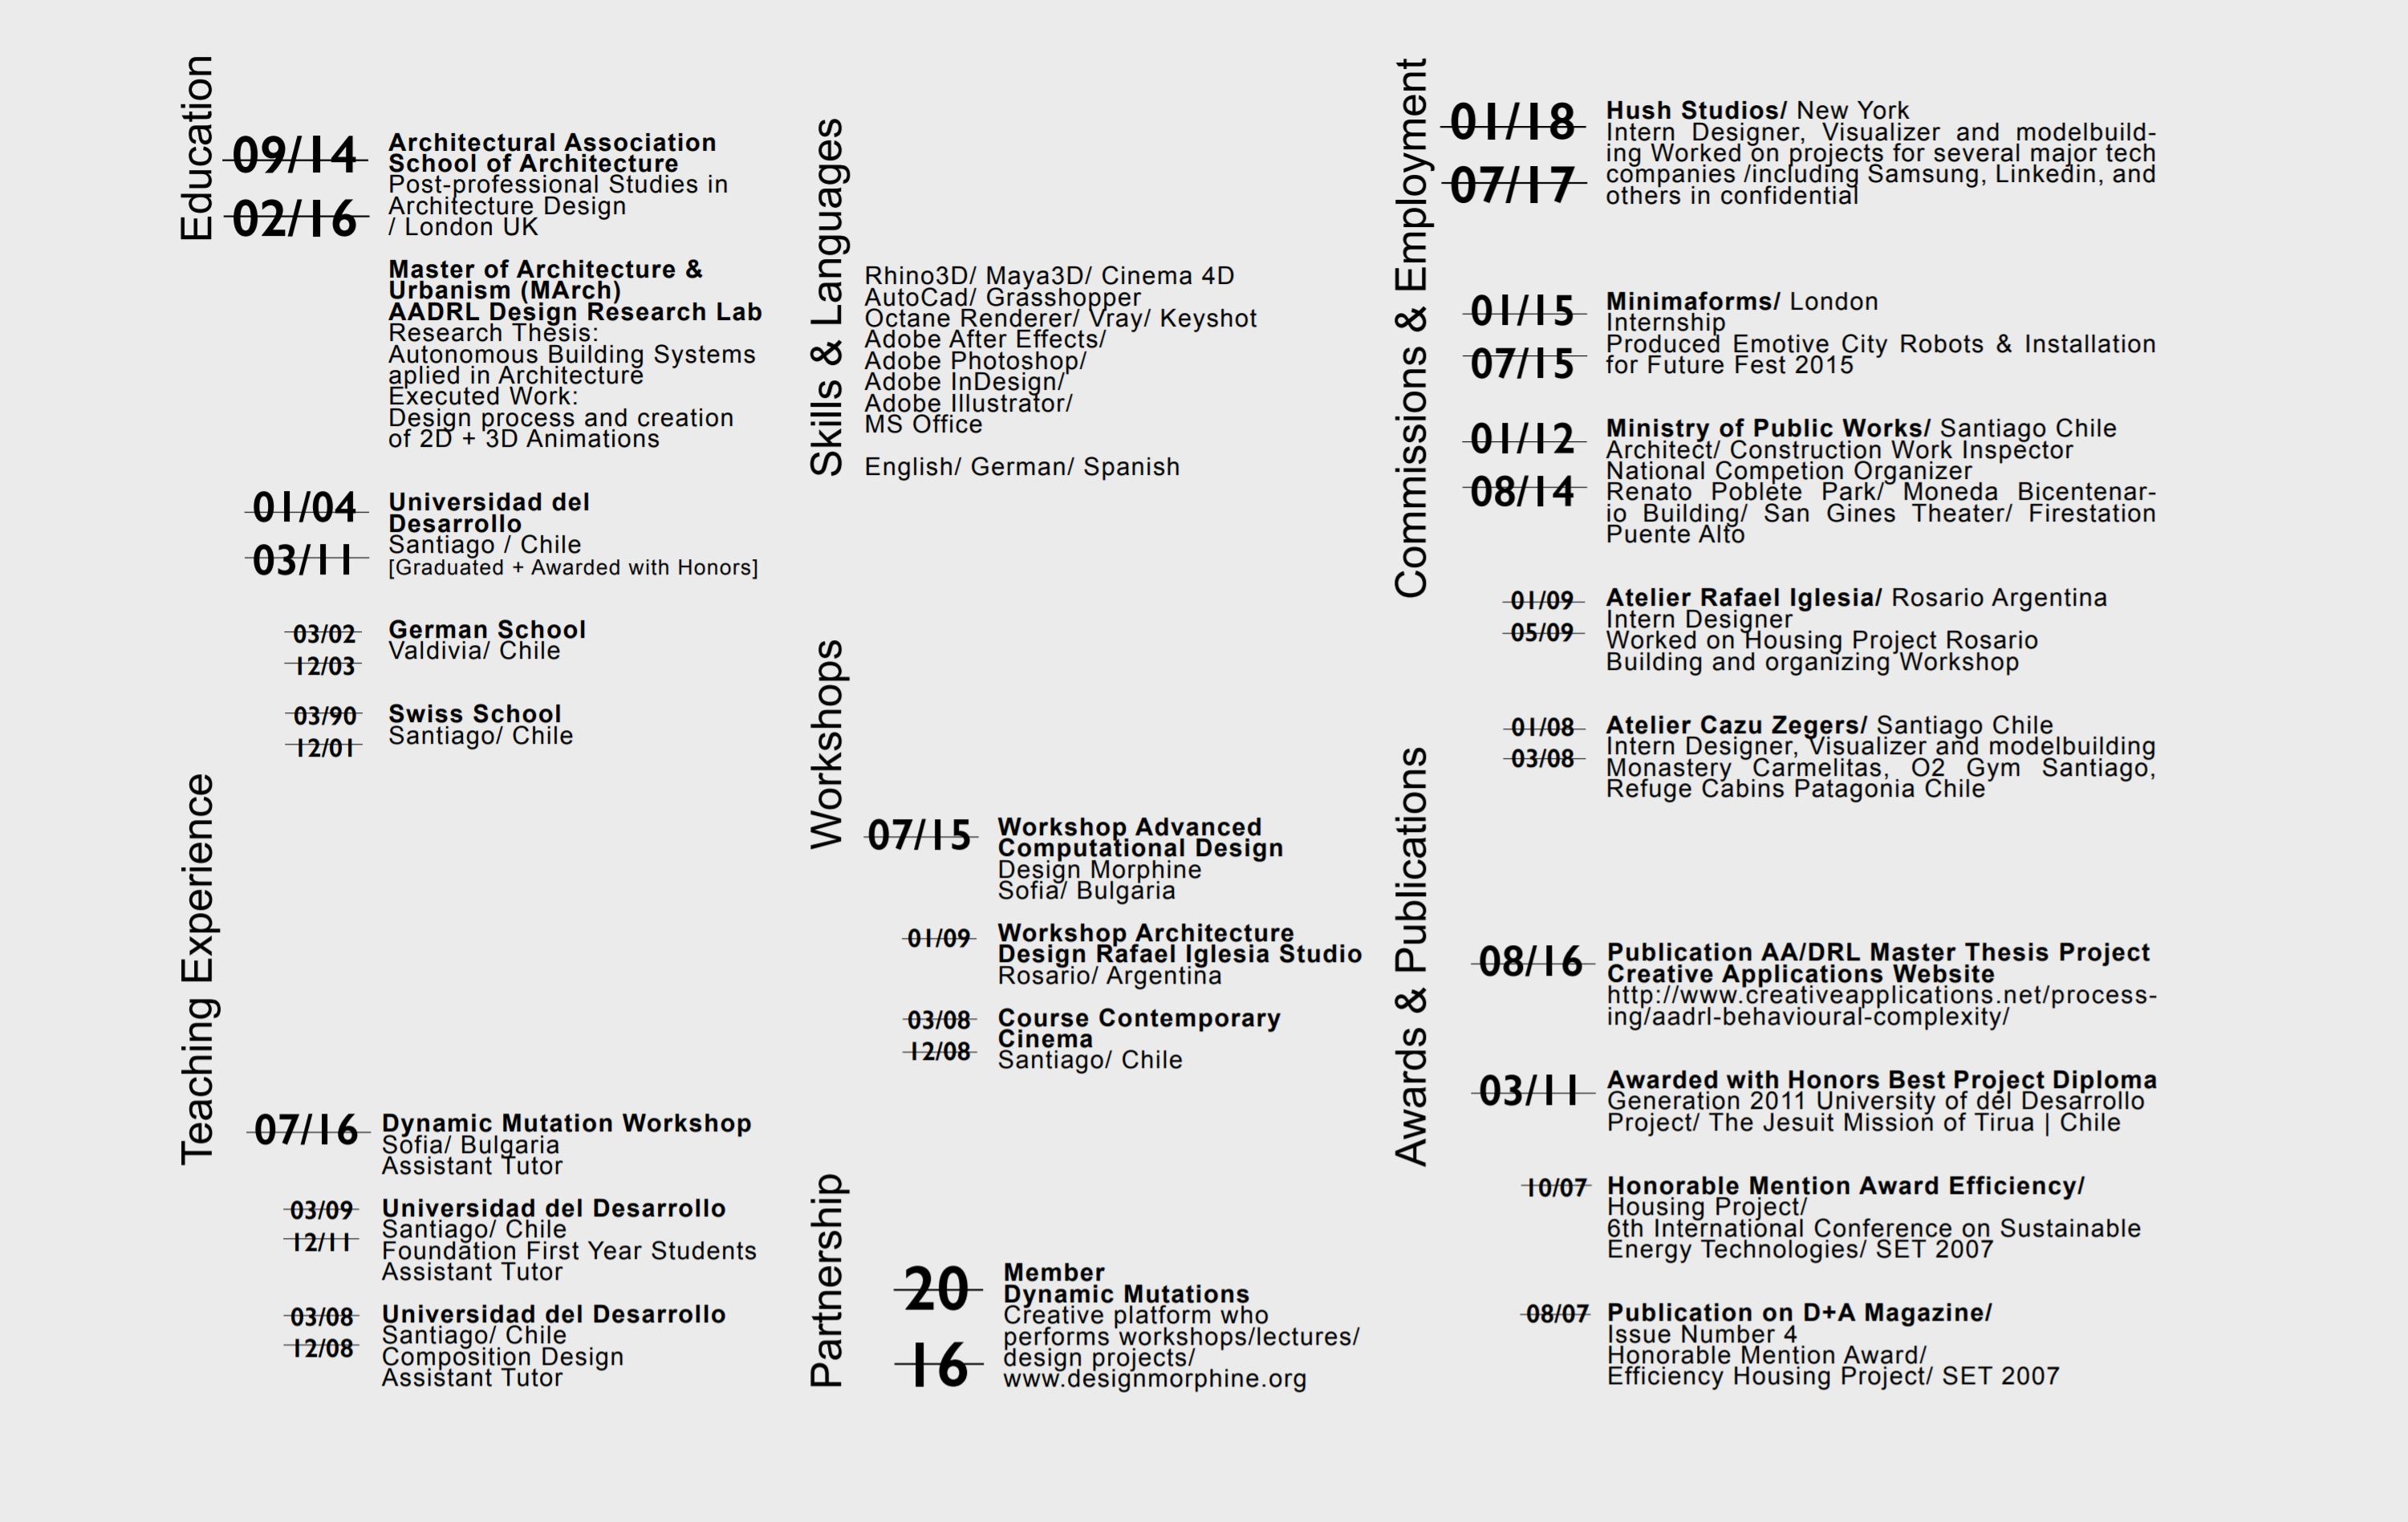 Education
09/14
02/16
Architectural Association
School of Architecture
Post-professional Studies in
Architecture Design
/ London UK
Master of Architecture &
Urbanism (MArch)
AADRL Design Research Lab
Research Thesis:
Autonomous Building Systems
aplied in Architecture
Executed Work:
Design process and creation
of 2D + 3D Animations
01/04
03/11
Universidad del
Desarrollo
Santiago / Chile
[Graduated + Awarded with Honors]
03/02
12/03
German School
Valdivia/ Chile
03/90
12/01
Swiss School
Santiago/ Chile
Teaching Experience
07/16
Dynamic Mutation Workshop
Sofia/ Bulgaria
Assistant Tutor
03/09
12/11
Universidad del Desarrollo
Santiago/ Chile
Foundation First Year Students
Assistant Tutor
03/08
12/08
Universidad del Desarrollo
Santiago/ Chile
Composition Design
Assistant Tutor
Skills & Languages
Rhino3D/ Maya3D/ Cinema 4D
AutoCad/ Grasshopper
Octane Renderer/ Vray/ Keyshot
Adobe After Effects/
Adobe Photoshop/
Adobe InDesign/
Adobe Illustrator/
MS Office
English/ German/ Spanish
Workshops
07/15
Workshop Advanced
Computational Design
Design Morphine
Sofia/ Bulgaria
01/09
Workshop Architecture
Design Rafael Iglesia Studio
Rosario/ Argentina
03/08
12/08
Course Contemporary
Cinema
Santiago/ Chile
Partnership
20
16
Member
Dynamic Mutations
Creative platform who
performs workshops/lectures/
design projects/
www.designmorphine.org
Commissions & Employment
01/18
07/17
Hush Studios/ New York
Intern Designer, Visualizer and modelbuild-
ing Worked on projects for several major tech
companies /including Samsung, Linkedin, and
others in confidential
01/15
07/15
Minimaforms/ London
Internship
Produced Emotive City Robots & Installation
for Future Fest 2015
01/12
08/14
Ministry of Public Works/ Santiago Chile
Architect/ Construction Work Inspector
National Competion Organizer
Renato Poblete Park/ Moneda Bicentenar-
io Building/ San Gines Theater/ Firestation
Puente Alto
01/09
05/09
Atelier Rafael Iglesia/ Rosario Argentina
Intern Designer
Worked on Housing Project Rosario
Building and organizing Workshop
01/08
03/08
Atelier Cazu Zegers/ Santiago Chile
Intern Designer, Visualizer and modelbuilding
Monastery Carmelitas, O2 Gym Santiago,
Refuge Cabins Patagonia Chile
Awards & Publications
08/16
Publication AA/DRL Master Thesis Project
Creative Applications Website
http://www.creativeapplications.net/process-
ing/aadrl-behavioural-complexity/
03/11
Awarded with Honors Best Project Diploma
Generation 2011 University of del Desarrollo
Project/ The Jesuit Mission of Tirua | Chile
10/07
Honorable Mention Award Efficiency/
Housing Project/
6th International Conference on Sustainable
Energy Technologies/ SET 2007
08/07
Publication on D+A Magazine/
Issue Number 4
Honorable Mention Award/
Efficiency Housing Project/ SET 2007